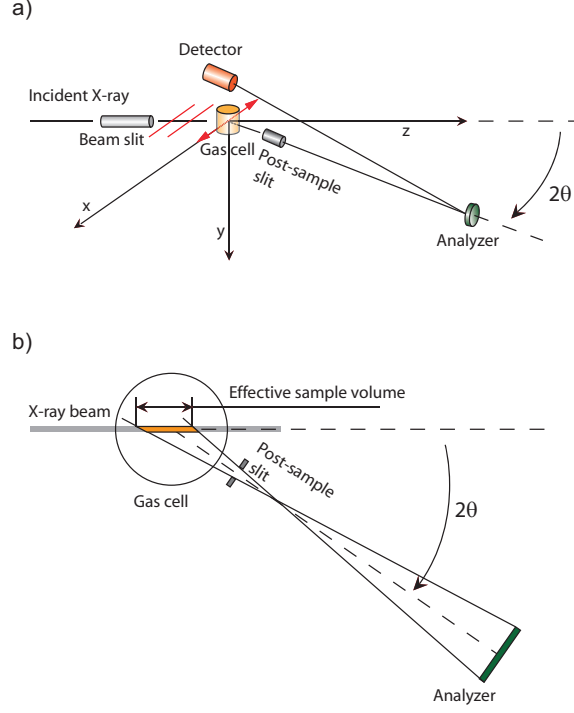 a)
Detector
Incident X-ray
Beam slit
Gas cell
Post-sample
slit
z
x
y
2θ
Analyzer
b)
Effective sample volume
X-ray beam
Post-sample
slit
Gas cell
2θ
Analyzer